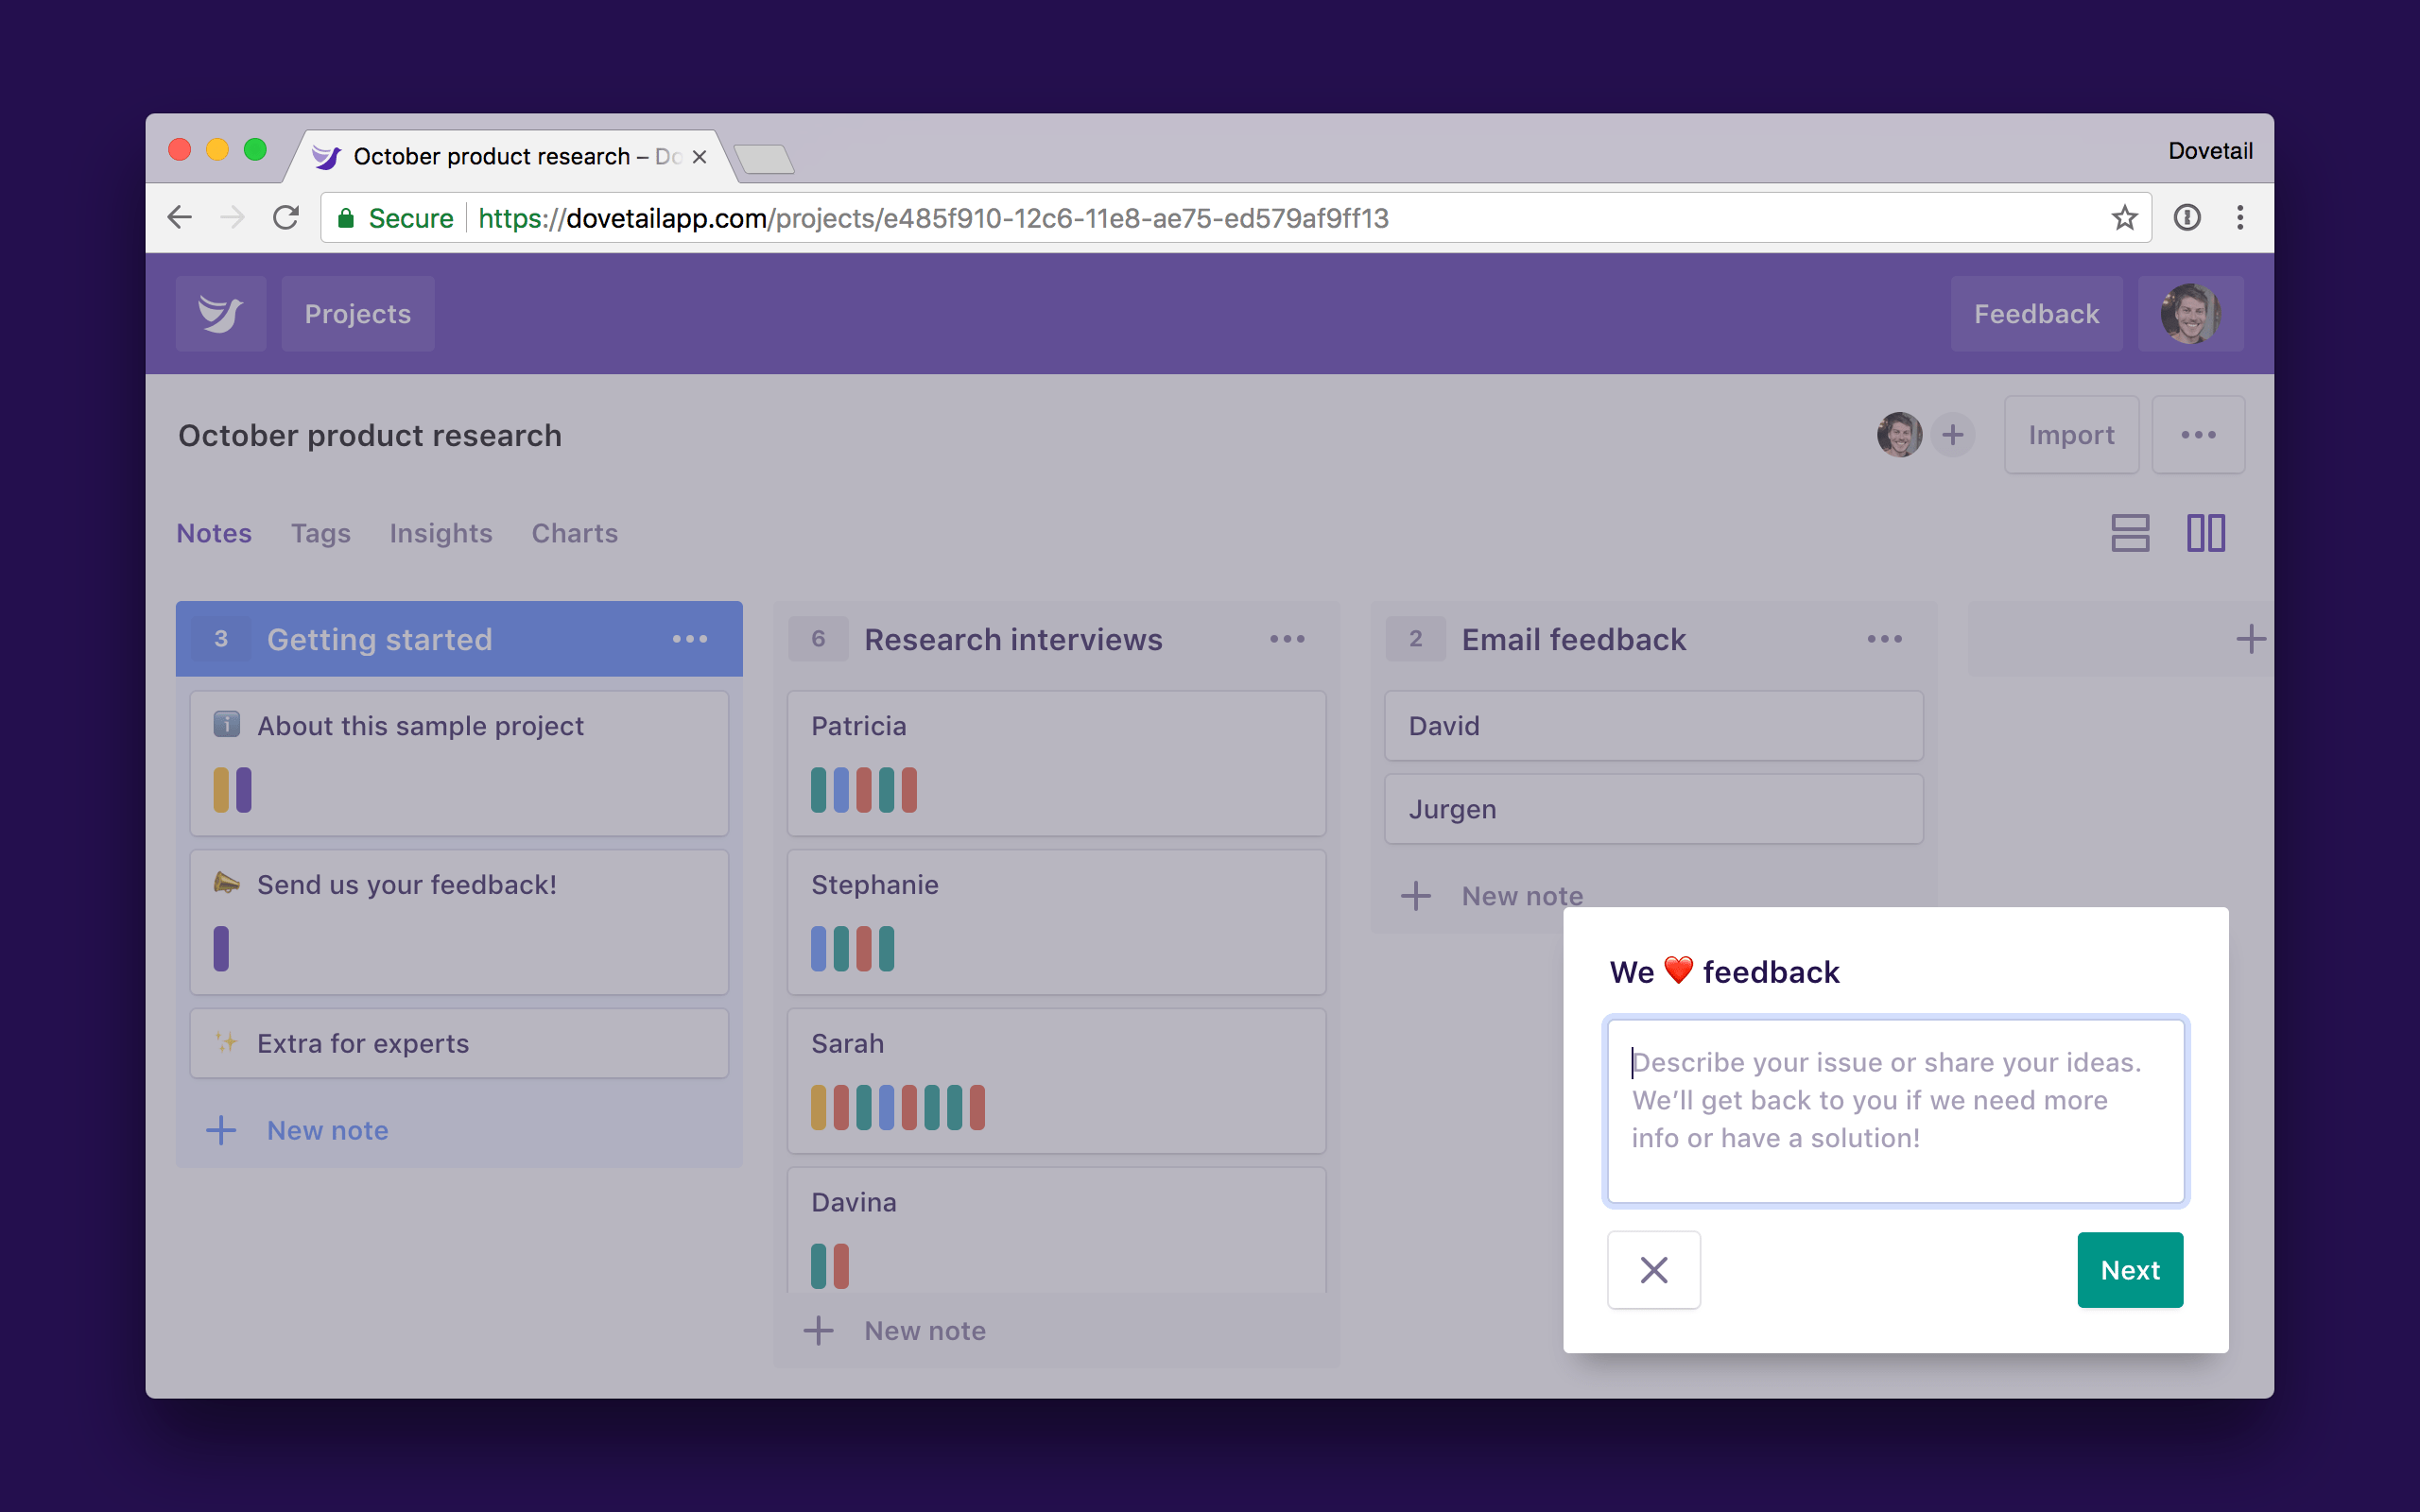 October product research – Do
Dovetail
Secure https://dovetailapp.com/projects/e485f910-12c6-11e8-ae75-ed579af9ff13
Projects
Feedback
October product research
Import
Notes Tags Insights Charts
3 Getting started
6 Research interviews
2 Email feedback
About this sample project
Send us your feedback!
Extra for experts
New note
Patricia
Stephanie
Sarah
Davina
New note
David
Jurgen
New note
We ❤️ feedback
Describe your issue or share your ideas.
We’ll get back to you if we need more
info or have a solution!
Next